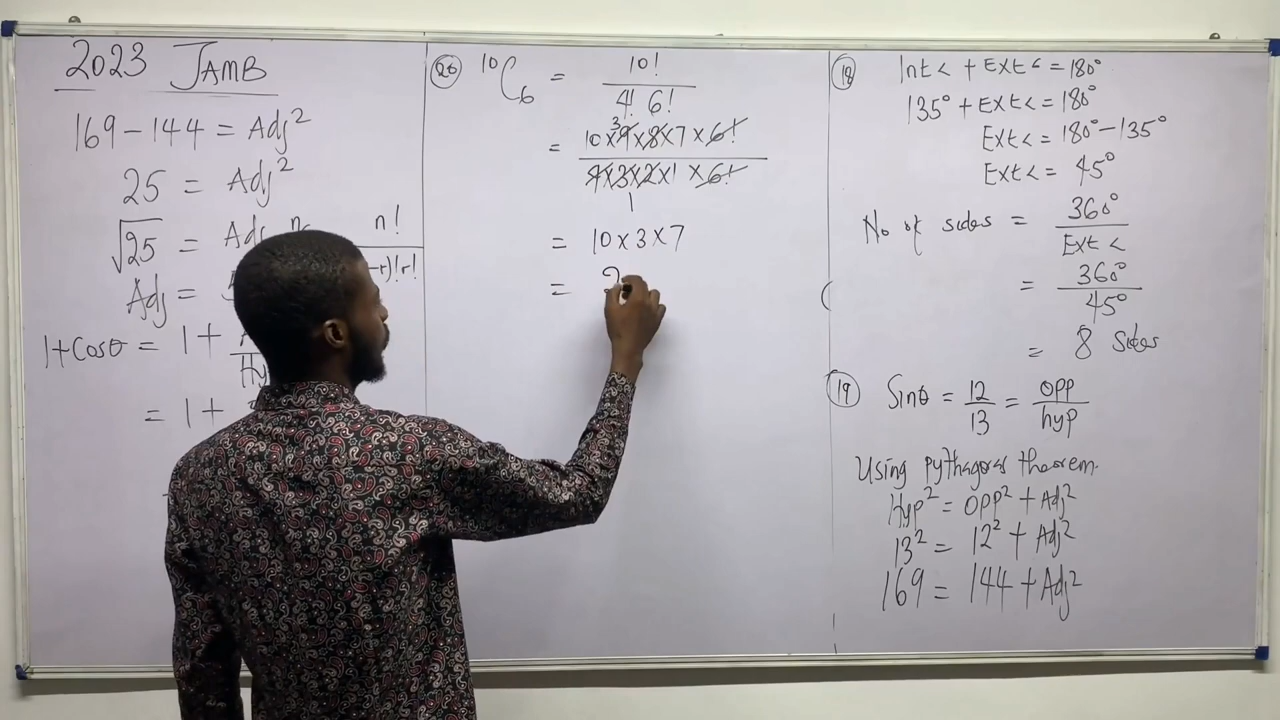 2023 JAMB
169 - 144 = Adj²
25 = Adj²
√25 = Adj
Adj =
1 + Cosθ = 1 +
= 1 +
n!
-r)!r!
(20) ¹⁰C₆ = 10! / 4! 6!
= 10 × 9 × 8 × 7 × 6! / 4 × 3 × 2 × 1 × 6!
3
1
= 10 × 3 × 7
= 2
(18) Int< + Ext< = 180°
135° + Ext< = 180°
Ext< = 180° - 135°
Ext< = 45°
No of sides = 360° / Ext<
= 360° / 45°
= 8 sides
(19) Sinθ = 12/13 = opp/hyp
Using pythagoras theorem.
Hyp² = Opp² + Adj²
13² = 12² + Adj²
169 = 144 + Adj²